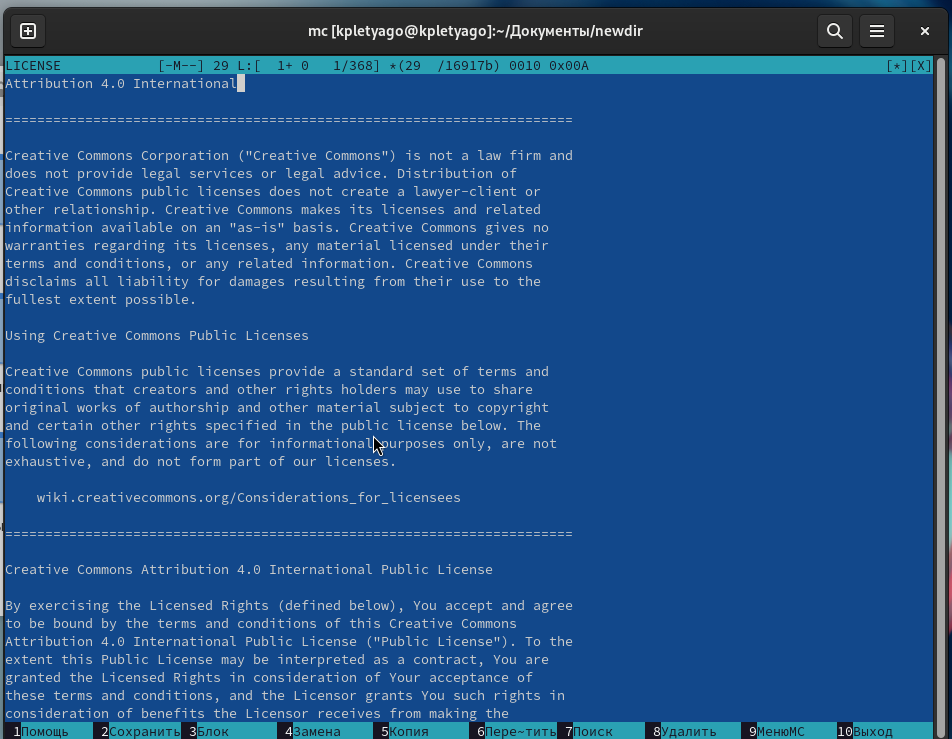 mc [kpletyago@kpletyago]:~/Документы/newdir
LICENSE [-M--] 29 L:[ 1+ 0 1/368] *(29 /16917b) 0010 0x00A [*][X]
Attribution 4.0 International
=======================================================================
Creative Commons Corporation ("Creative Commons") is not a law firm and
does not provide legal services or legal advice. Distribution of
Creative Commons public licenses does not create a lawyer-client or
other relationship. Creative Commons makes its licenses and related
information available on an "as-is" basis. Creative Commons gives no
warranties regarding its licenses, any material licensed under their
terms and conditions, or any related information. Creative Commons
disclaims all liability for damages resulting from their use to the
fullest extent possible.
Using Creative Commons Public Licenses
Creative Commons public licenses provide a standard set of terms and
conditions that creators and other rights holders may use to share
original works of authorship and other material subject to copyright
and certain other rights specified in the public license below. The
following considerations are for informational purposes only, are not
exhaustive, and do not form part of our licenses.
wiki.creativecommons.org/Considerations_for_licensees
=======================================================================
Creative Commons Attribution 4.0 International Public License
By exercising the Licensed Rights (defined below), You accept and agree
to be bound by the terms and conditions of this Creative Commons
Attribution 4.0 International Public License ("Public License"). To the
extent this Public License may be interpreted as a contract, You are
granted the Licensed Rights in consideration of Your acceptance of
these terms and conditions, and the Licensor grants You such rights in
consideration of benefits the Licensor receives from making the
1Помощь 2Сохранить 3Блок 4Замена 5Копия 6Пере~тить 7Поиск 8Удалить 9МенюMC 10Выход